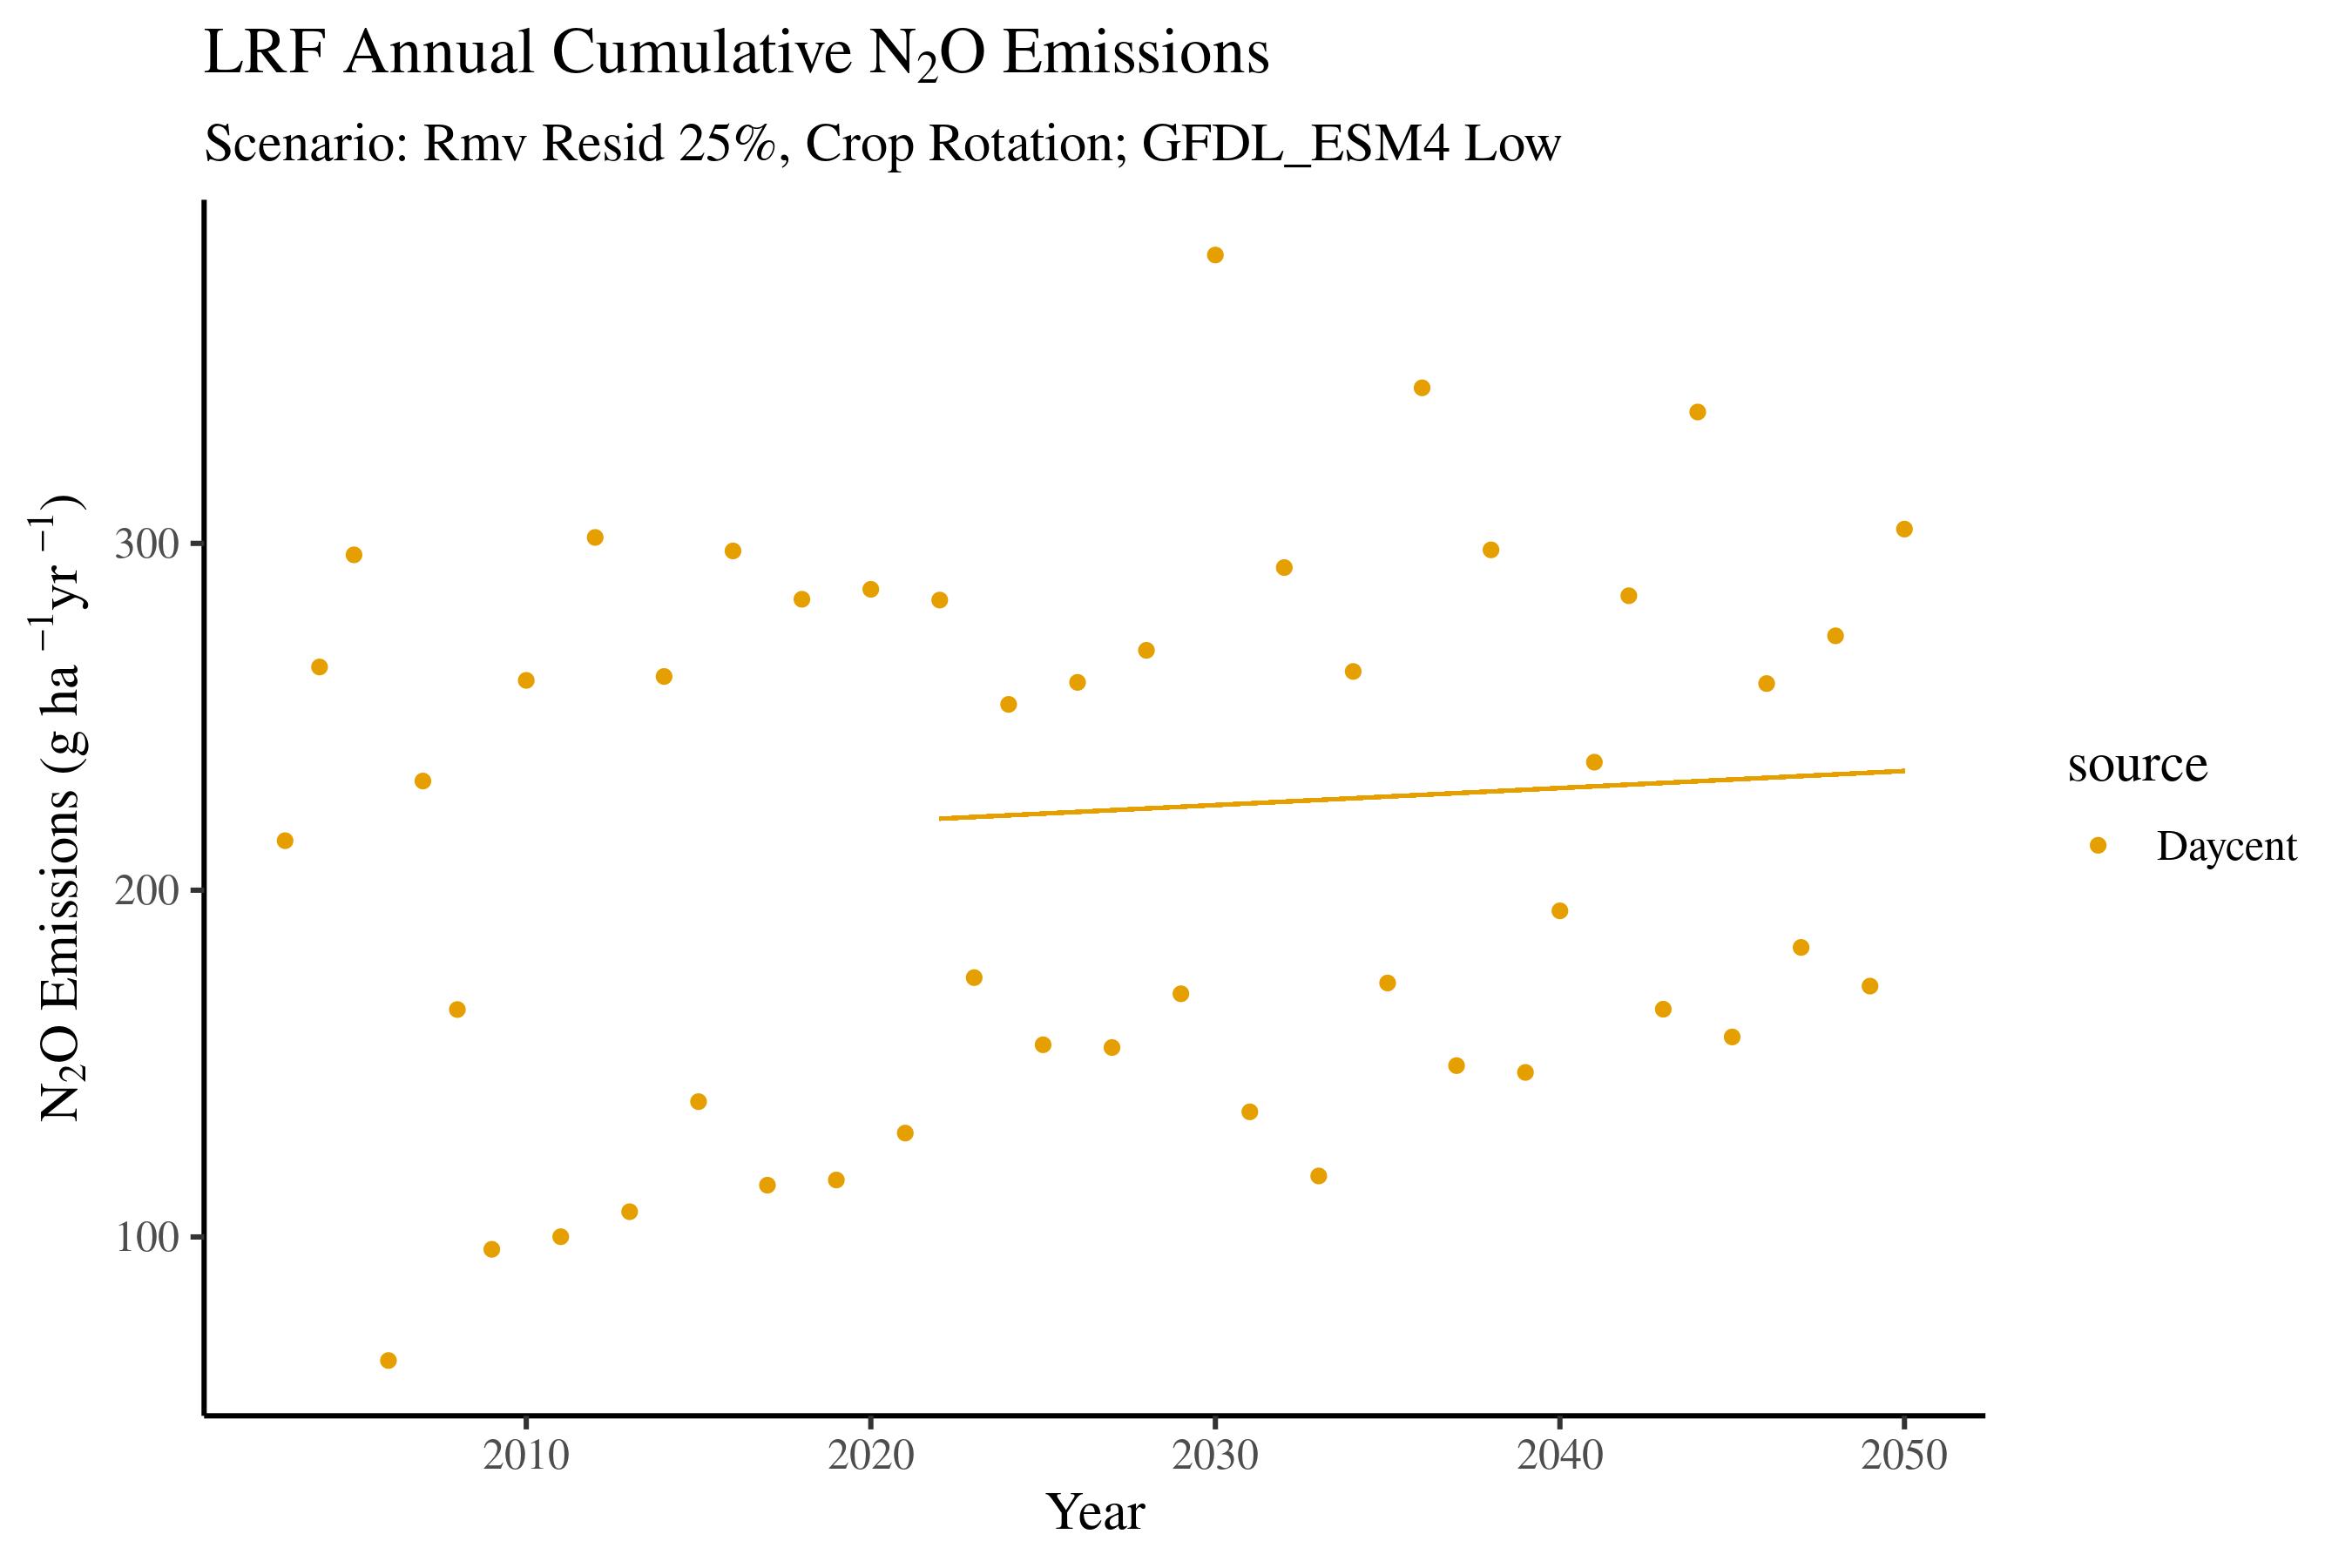 LRF Annual Cumulative N₂O Emissions
Scenario: Rmv Resid 25%, Crop Rotation; GFDL_ESM4 Low
N₂O Emissions (g ha ⁻¹yr ⁻¹)
300
200
100
2010 2020 2030 2040 2050
Year
source
Daycent